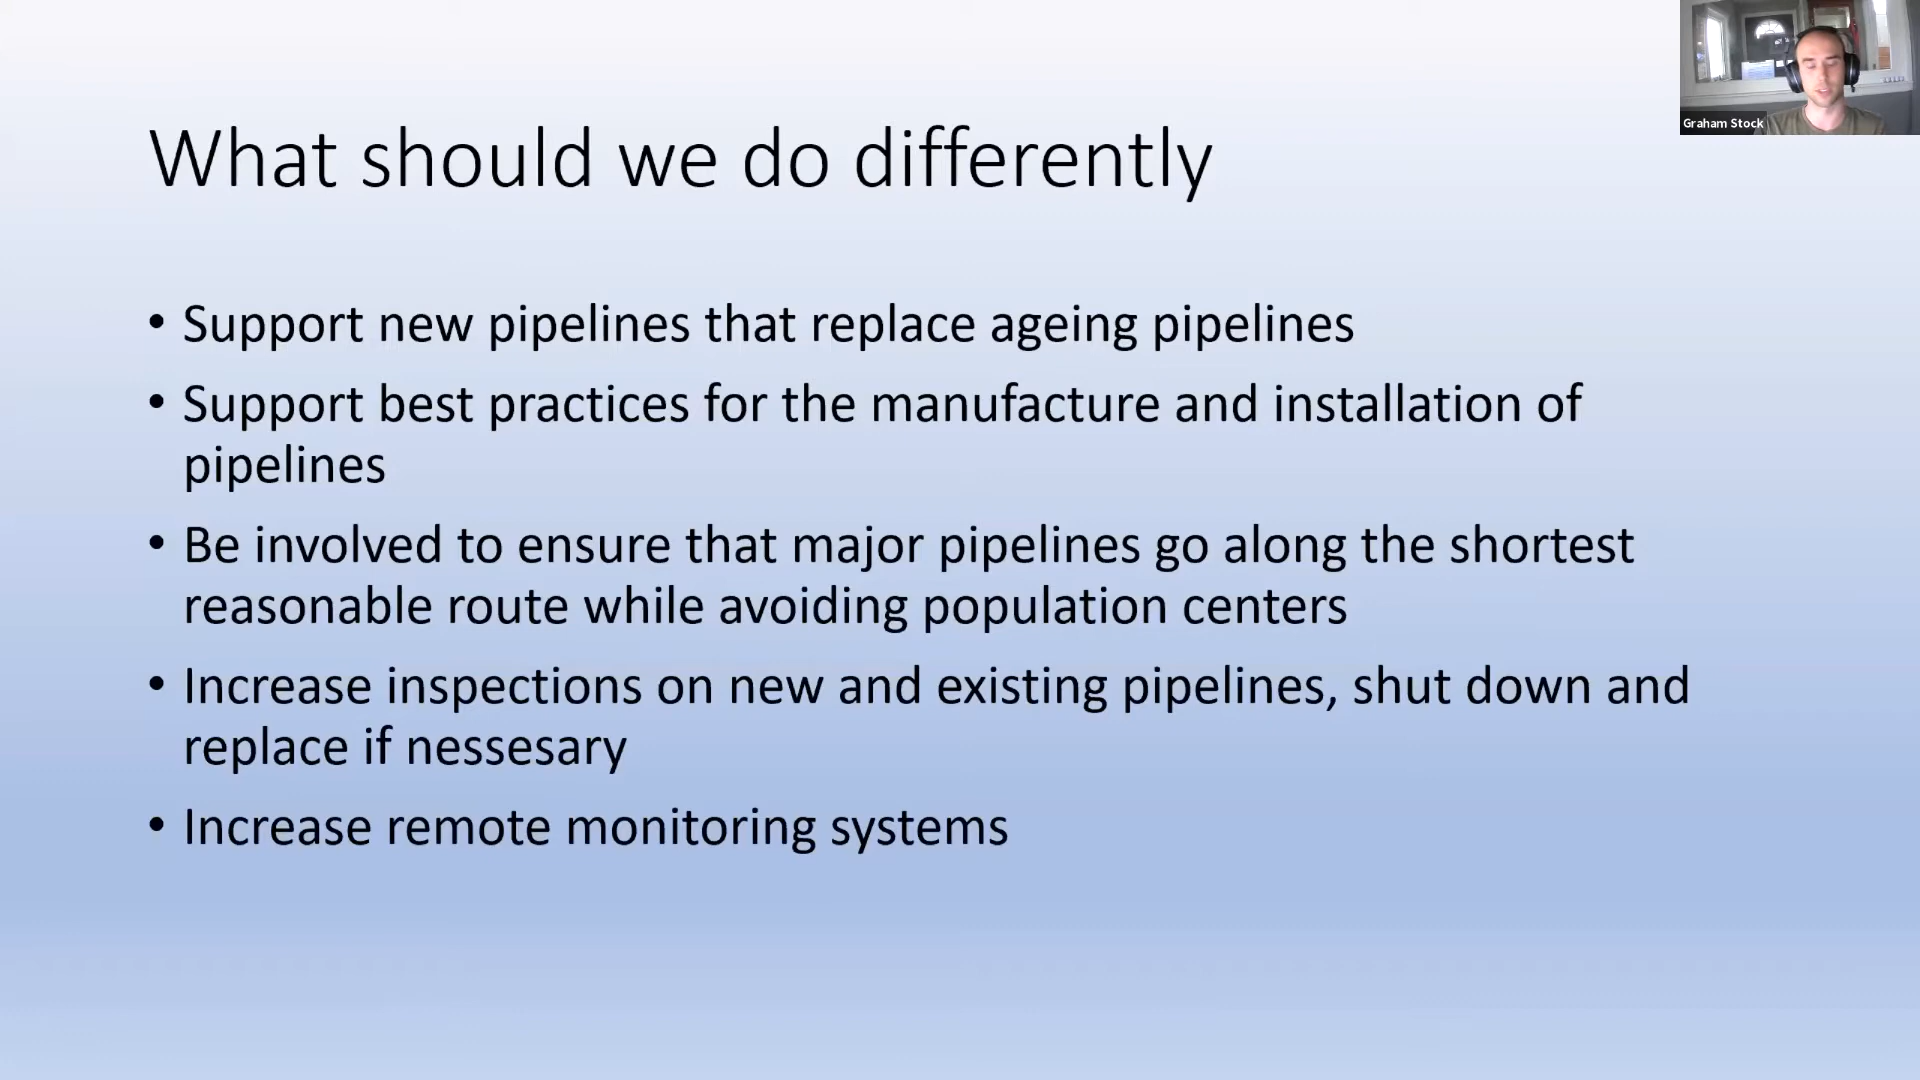 Graham Stock
What should we do differently
• Support new pipelines that replace ageing pipelines
• Support best practices for the manufacture and installation of
pipelines
• Be involved to ensure that major pipelines go along the shortest
reasonable route while avoiding population centers
• Increase inspections on new and existing pipelines, shut down and
replace if nessesary
• Increase remote monitoring systems